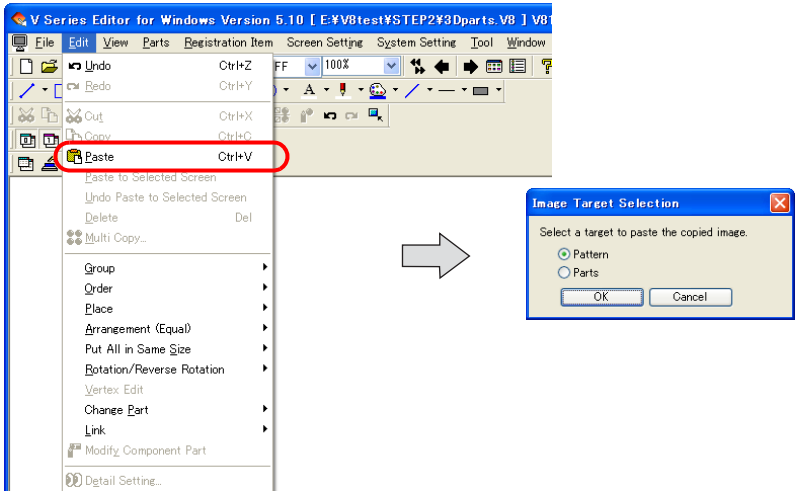 V Series Editor for Windows Version 5.10 [ E:¥V8test¥STEP2¥3Dparts.V8 ] V81
File Edit View Parts Registration Item Screen Setting System Setting Tool Window
Undo Ctrl+Z
FF 100%
Redo Ctrl+Y
A
Cut Ctrl+X
Copy Ctrl+C
Paste Ctrl+V
Paste to Selected Screen
Undo Paste to Selected Screen
Delete Del
Multi Copy...
Group
Order
Place
Arrangement (Equal)
Put All in Same Size
Rotation/Reverse Rotation
Vertex Edit
Change Part
Link
Modify Component Part
Detail Setting...
Image Target Selection
Select a target to paste the copied image.
Pattern
Parts
OK Cancel